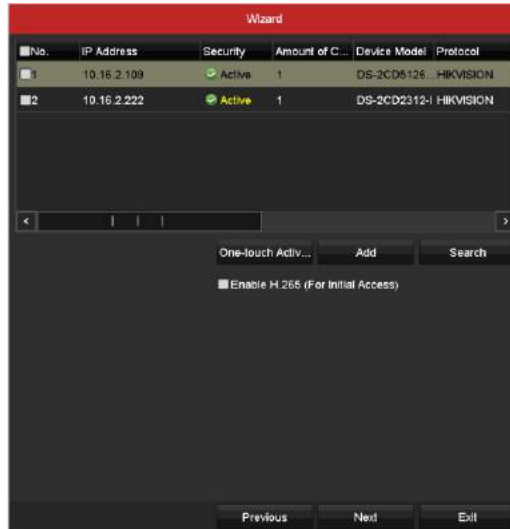 Wizard
No. IP Address Security Amount of C... Device Model Protocol
1 10.16.2.109 Active 1 DS-2CD5126... HIKVISION
2 10.16.2.222 Active 1 DS-2CD2312-I HIKVISION
One-touch Activ... Add Search
Enable H.265 (For Initial Access)
Previous Next Exit